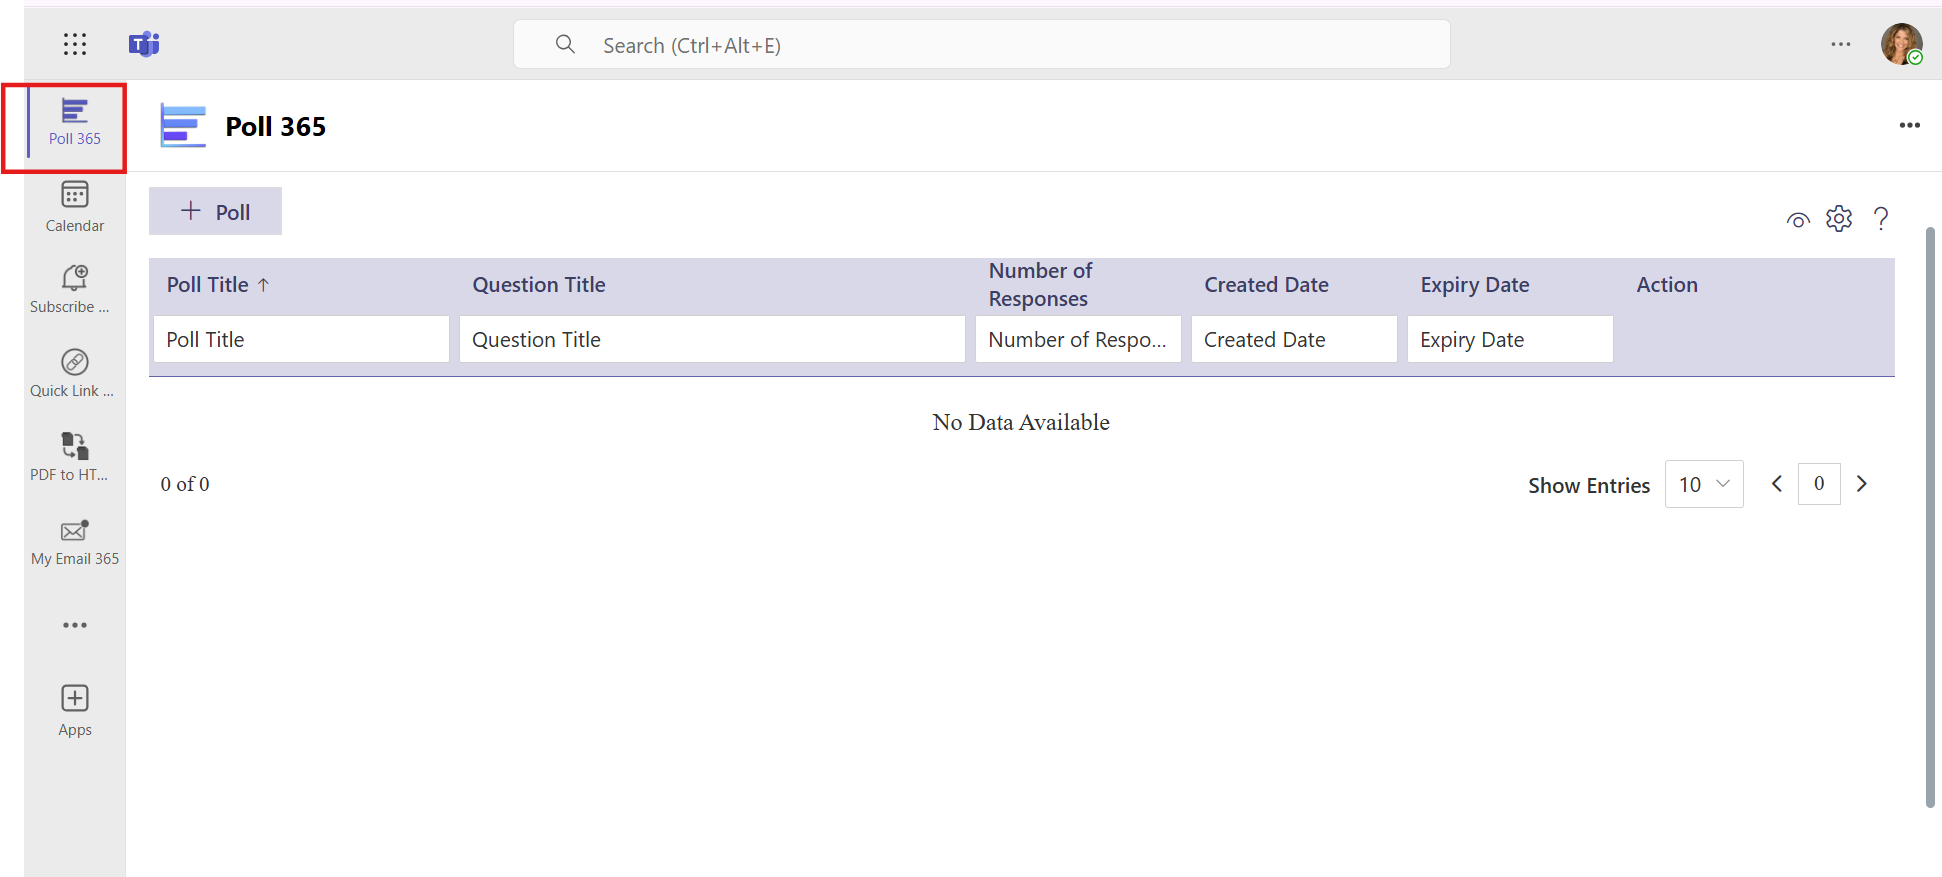 Search (Ctrl+Alt+E)
Poll 365
Poll 365
Calendar
Subscribe ...
Quick Link ...
PDF to HT...
My Email 365
Apps
+ Poll
?
Poll Title ↑
Question Title
Number of
Responses
Created Date
Expiry Date
Action
Poll Title
Question Title
Number of Respo...
Created Date
Expiry Date
No Data Available
0 of 0
Show Entries
10
0